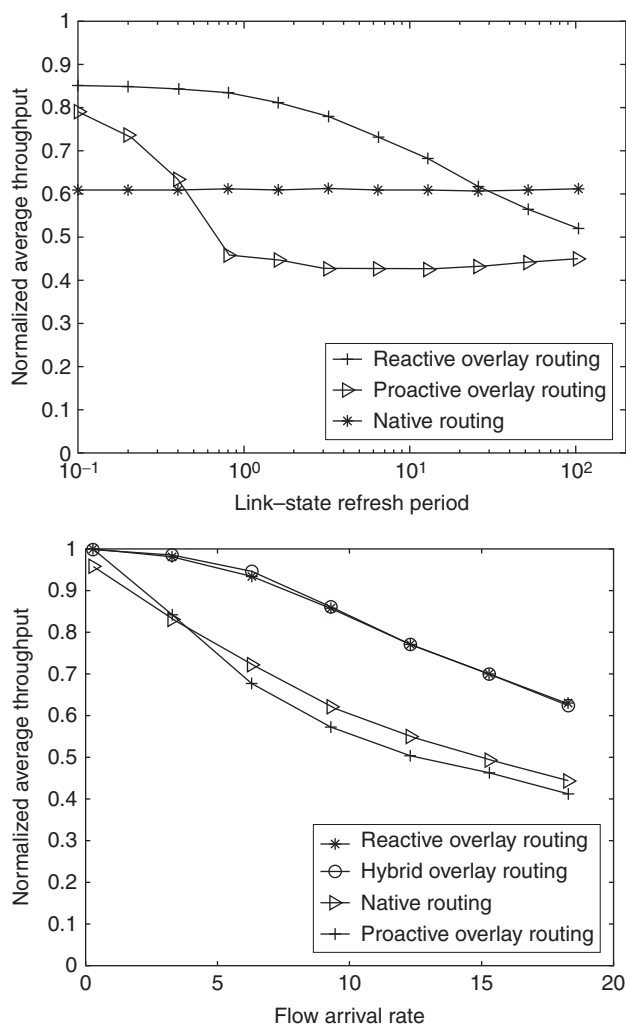 1
0.9
0.8
0.7
0.6
0.5
0.4
0.3
0.2
0.1
0
Normalized average throughput
Reactive overlay routing
Proactive overlay routing
Native routing
10⁻¹ 10⁰ 10¹ 10²
Link–state refresh period
1
0.9
0.8
0.7
0.6
0.5
0.4
0.3
0.2
0.1
0
Normalized average throughput
Reactive overlay routing
Hybrid overlay routing
Native routing
Proactive overlay routing
0 5 10 15 20
Flow arrival rate